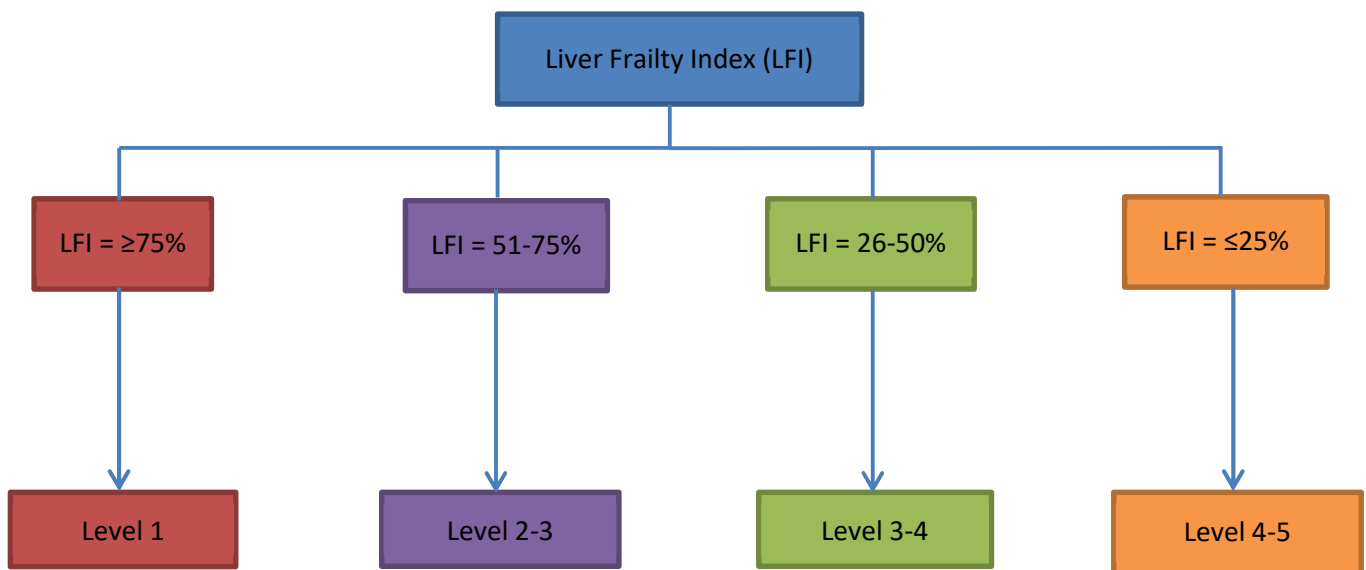 Liver Frailty Index (LFI)
LFI = ≥75%
LFI = 51-75%
LFI = 26-50%
LFI = ≤25%
Level 1
Level 2-3
Level 3-4
Level 4-5